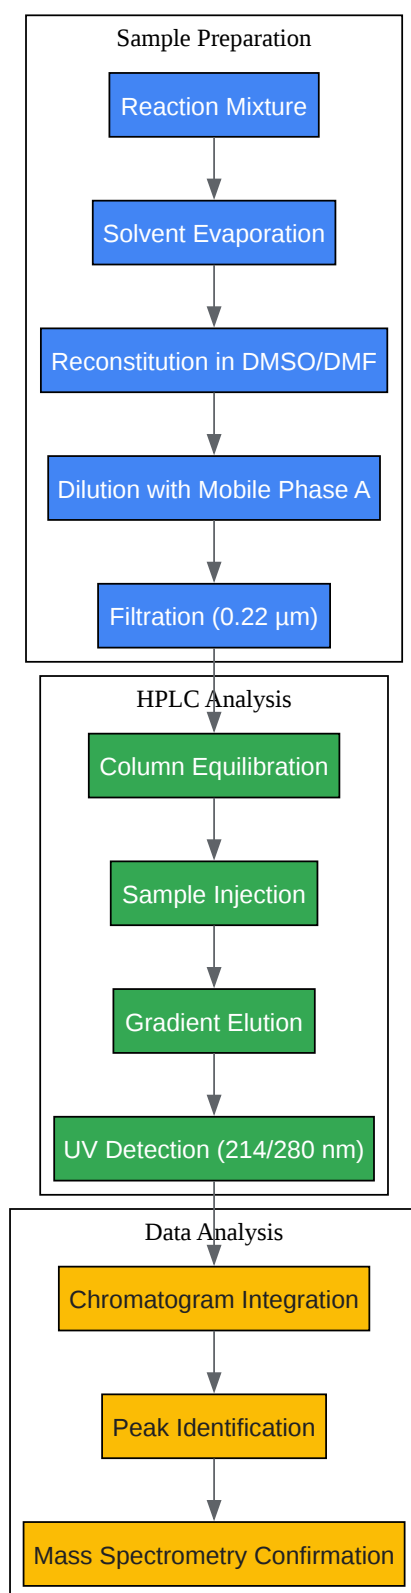 Sample Preparation
Reaction Mixture
Solvent Evaporation
Reconstitution in DMSO/DMF
Dilution with Mobile Phase A
Filtration (0.22 µm)
HPLC Analysis
Column Equilibration
Sample Injection
Gradient Elution
UV Detection (214/280 nm)
Data Analysis
Chromatogram Integration
Peak Identification
Mass Spectrometry Confirmation